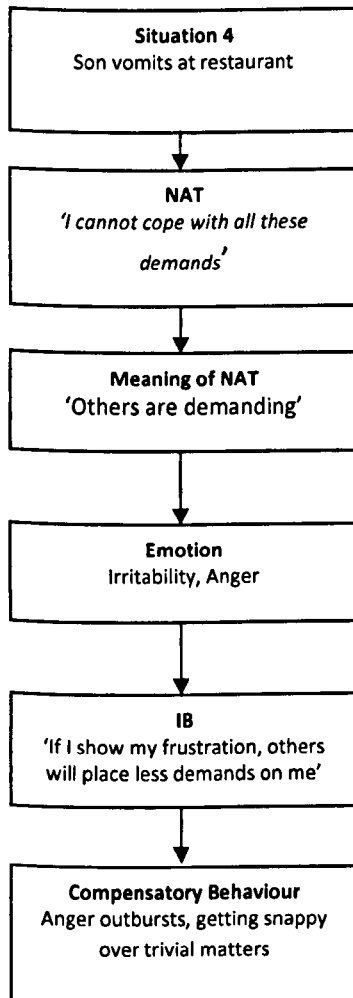 Situation 4
Son vomits at restaurant
NAT
'I cannot cope with all these
demands'
Meaning of NAT
'Others are demanding'
Emotion
Irritability, Anger
IB
'If I show my frustration, others
will place less demands on me'
Compensatory Behaviour
Anger outbursts, getting snappy
over trivial matters